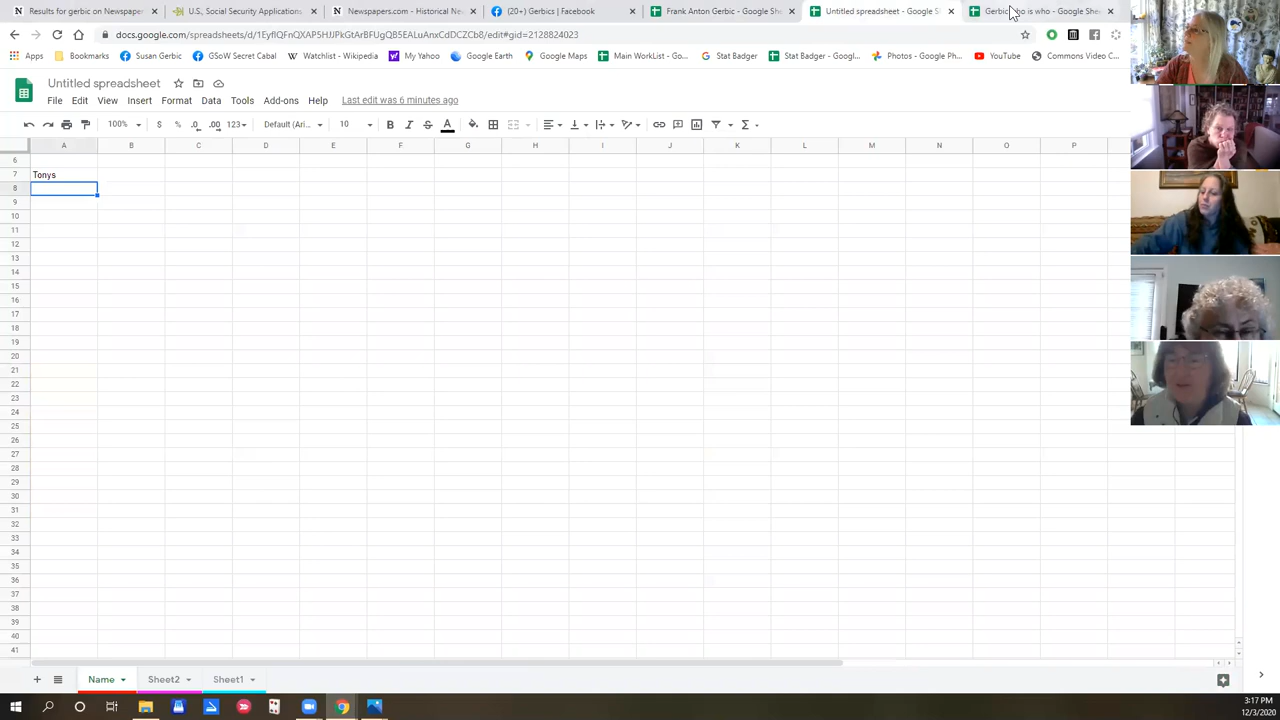 Results for gerbic on Newspaper
U.S., Social Security Applications
Newspapers.com - Historical Ne
(20+) Gerbics | Facebook
Frank Anton Gerbic - Google She
Untitled spreadsheet - Google S
Gerbic who is who - Google She
docs.google.com/spreadsheets/d/
edit#gid=2128824023
Apps
Bookmarks
Susan Gerbic
GSoW Secret Cabal
Watchlist - Wikipedia
My Yahoo
Google Earth
Google Maps
Main WorkList - Go...
Stat Badger
Stat Badger - Googl...
Photos - Google Ph...
YouTube
Commons Video C...
Untitled spreadsheet
File Edit View Insert Format Data Tools Add-ons Help Last edit was 6 minutes ago
100% $ % .0 .00 123 Default (Ari... 10 B I S A
A B C D E F G H I J K L M N O P
6
7 Tonys
8
9
10
11
12
13
14
15
16
17
18
19
20
21
22
23
24
25
26
27
28
29
30
31
32
33
34
35
36
37
38
39
40
41
Name Sheet2 Sheet1
3:17 PM
12/3/2020